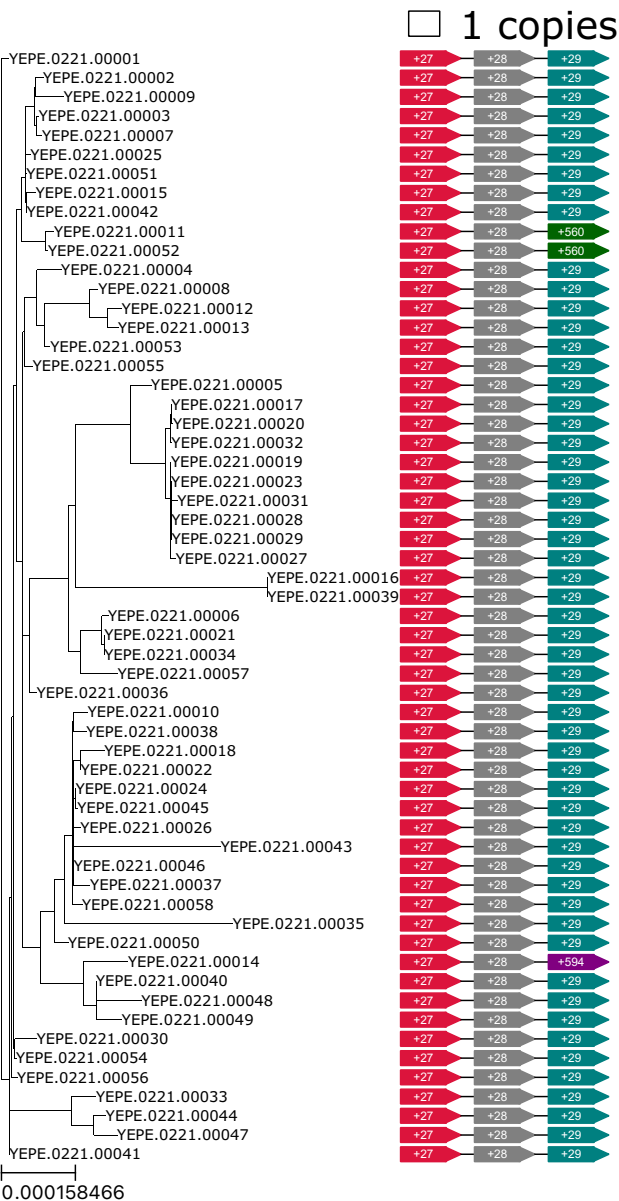 1 copies
YEPE.0221.00001 +27 +28 +29
YEPE.0221.00002 +27 +28 +29
YEPE.0221.00009 +27 +28 +29
YEPE.0221.00003 +27 +28 +29
YEPE.0221.00007 +27 +28 +29
YEPE.0221.00025 +27 +28 +29
YEPE.0221.00051 +27 +28 +29
YEPE.0221.00015 +27 +28 +29
YEPE.0221.00042 +27 +28 +29
YEPE.0221.00011 +27 +28 +560
YEPE.0221.00052 +27 +28 +560
YEPE.0221.00004 +27 +28 +29
YEPE.0221.00008 +27 +28 +29
YEPE.0221.00012 +27 +28 +29
YEPE.0221.00013 +27 +28 +29
YEPE.0221.00053 +27 +28 +29
YEPE.0221.00055 +27 +28 +29
YEPE.0221.00005 +27 +28 +29
YEPE.0221.00017 +27 +28 +29
YEPE.0221.00020 +27 +28 +29
YEPE.0221.00032 +27 +28 +29
YEPE.0221.00019 +27 +28 +29
YEPE.0221.00023 +27 +28 +29
YEPE.0221.00031 +27 +28 +29
YEPE.0221.00028 +27 +28 +29
YEPE.0221.00029 +27 +28 +29
YEPE.0221.00027 +27 +28 +29
YEPE.0221.00016 +27 +28 +29
YEPE.0221.00039 +27 +28 +29
YEPE.0221.00006 +27 +28 +29
YEPE.0221.00021 +27 +28 +29
YEPE.0221.00034 +27 +28 +29
YEPE.0221.00057 +27 +28 +29
YEPE.0221.00036 +27 +28 +29
YEPE.0221.00010 +27 +28 +29
YEPE.0221.00038 +27 +28 +29
YEPE.0221.00018 +27 +28 +29
YEPE.0221.00022 +27 +28 +29
YEPE.0221.00024 +27 +28 +29
YEPE.0221.00045 +27 +28 +29
YEPE.0221.00026 +27 +28 +29
YEPE.0221.00043 +27 +28 +29
YEPE.0221.00046 +27 +28 +29
YEPE.0221.00037 +27 +28 +29
YEPE.0221.00058 +27 +28 +29
YEPE.0221.00035 +27 +28 +29
YEPE.0221.00050 +27 +28 +29
YEPE.0221.00014 +27 +28 +594
YEPE.0221.00040 +27 +28 +29
YEPE.0221.00048 +27 +28 +29
YEPE.0221.00049 +27 +28 +29
YEPE.0221.00030 +27 +28 +29
YEPE.0221.00054 +27 +28 +29
YEPE.0221.00056 +27 +28 +29
YEPE.0221.00033 +27 +28 +29
YEPE.0221.00044 +27 +28 +29
YEPE.0221.00047 +27 +28 +29
YEPE.0221.00041 +27 +28 +29
0.000158466